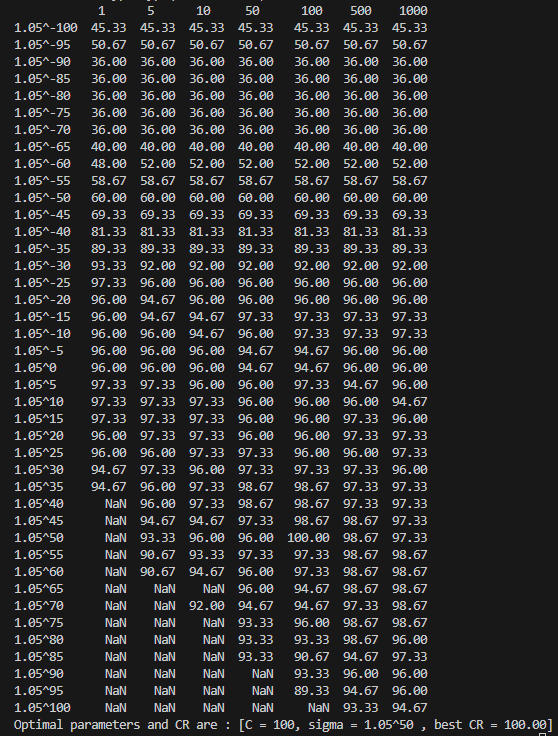 1 5 10 50 100 500 1000
1.05^-100 45.33 45.33 45.33 45.33 45.33 45.33 45.33
1.05^-95 50.67 50.67 50.67 50.67 50.67 50.67 50.67
1.05^-90 36.00 36.00 36.00 36.00 36.00 36.00 36.00
1.05^-85 36.00 36.00 36.00 36.00 36.00 36.00 36.00
1.05^-80 36.00 36.00 36.00 36.00 36.00 36.00 36.00
1.05^-75 36.00 36.00 36.00 36.00 36.00 36.00 36.00
1.05^-70 36.00 36.00 36.00 36.00 36.00 36.00 36.00
1.05^-65 40.00 40.00 40.00 40.00 40.00 40.00 40.00
1.05^-60 48.00 52.00 52.00 52.00 52.00 52.00 52.00
1.05^-55 58.67 58.67 58.67 58.67 58.67 58.67 58.67
1.05^-50 60.00 60.00 60.00 60.00 60.00 60.00 60.00
1.05^-45 69.33 69.33 69.33 69.33 69.33 69.33 69.33
1.05^-40 81.33 81.33 81.33 81.33 81.33 81.33 81.33
1.05^-35 89.33 89.33 89.33 89.33 89.33 89.33 89.33
1.05^-30 93.33 92.00 92.00 92.00 92.00 92.00 92.00
1.05^-25 97.33 96.00 96.00 96.00 96.00 96.00 96.00
1.05^-20 96.00 94.67 96.00 96.00 96.00 96.00 96.00
1.05^-15 96.00 94.67 94.67 97.33 97.33 97.33 97.33
1.05^-10 96.00 96.00 94.67 96.00 97.33 97.33 97.33
1.05^-5 96.00 96.00 96.00 94.67 94.67 96.00 96.00
1.05^0 96.00 96.00 96.00 94.67 94.67 96.00 96.00
1.05^5 97.33 97.33 96.00 96.00 97.33 94.67 96.00
1.05^10 97.33 97.33 97.33 96.00 96.00 96.00 94.67
1.05^15 97.33 97.33 97.33 96.00 96.00 97.33 96.00
1.05^20 96.00 97.33 97.33 96.00 96.00 97.33 97.33
1.05^25 96.00 96.00 97.33 97.33 96.00 96.00 97.33
1.05^30 94.67 97.33 96.00 97.33 97.33 97.33 96.00
1.05^35 94.67 96.00 97.33 98.67 98.67 97.33 97.33
1.05^40 NaN 96.00 97.33 98.67 98.67 97.33 97.33
1.05^45 NaN 94.67 94.67 97.33 98.67 98.67 97.33
1.05^50 NaN 93.33 96.00 96.00 100.00 98.67 97.33
1.05^55 NaN 90.67 93.33 97.33 97.33 98.67 98.67
1.05^60 NaN 90.67 94.67 96.00 97.33 98.67 98.67
1.05^65 NaN NaN NaN 96.00 94.67 98.67 98.67
1.05^70 NaN NaN 92.00 94.67 94.67 97.33 98.67
1.05^75 NaN NaN NaN 93.33 96.00 98.67 98.67
1.05^80 NaN NaN NaN 93.33 93.33 98.67 96.00
1.05^85 NaN NaN NaN 93.33 90.67 94.67 97.33
1.05^90 NaN NaN NaN NaN 93.33 96.00 96.00
1.05^95 NaN NaN NaN NaN 89.33 94.67 96.00
1.05^100 NaN NaN NaN NaN NaN 93.33 94.67
Optimal parameters and CR are : [C = 100, sigma = 1.05^50 , best CR = 100.00]